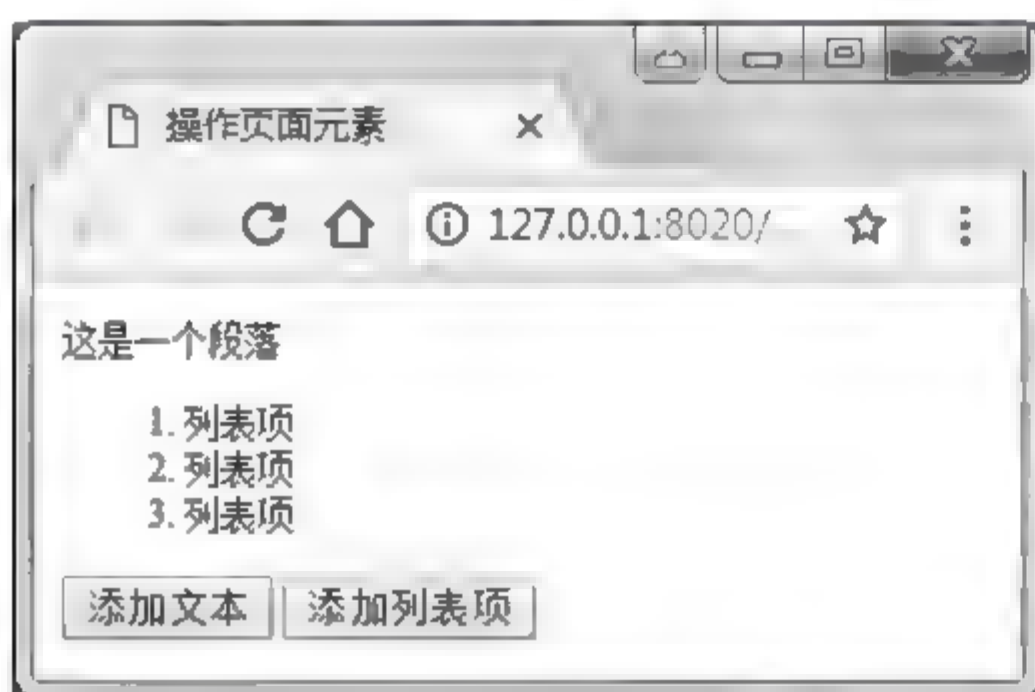 操作页面元素
127.0.0.1:8020/
这是一个段落
1. 列表项
2. 列表项
3. 列表项
添加文本 添加列表项